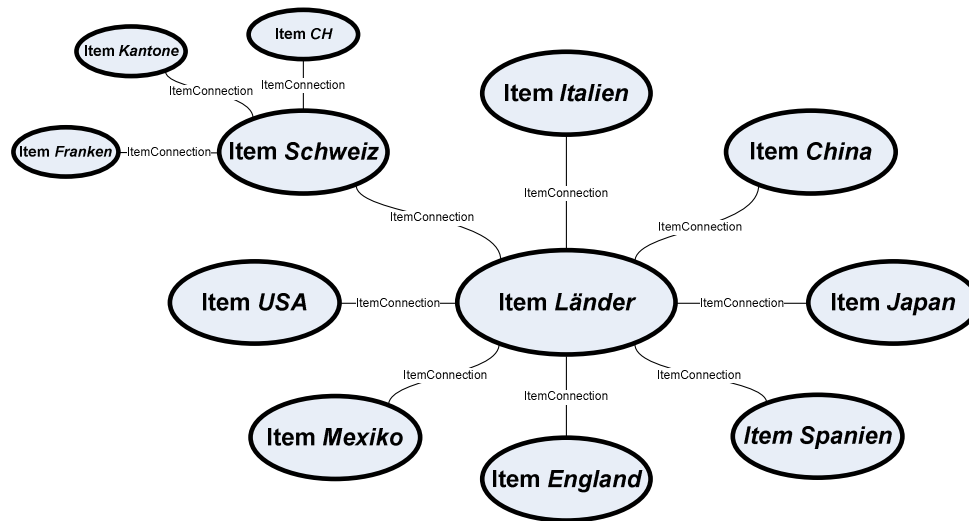 Item CH
Item Kantone
ItemConnection
ItemConnection
Item Italien
Item Franken
ItemConnection
Item Schweiz
Item China
ItemConnection
ItemConnection
ItemConnection
Item USA
ItemConnection
Item Länder
ItemConnection
Item Japan
ItemConnection
ItemConnection
ItemConnection
Item Mexiko
Item Spanien
Item England